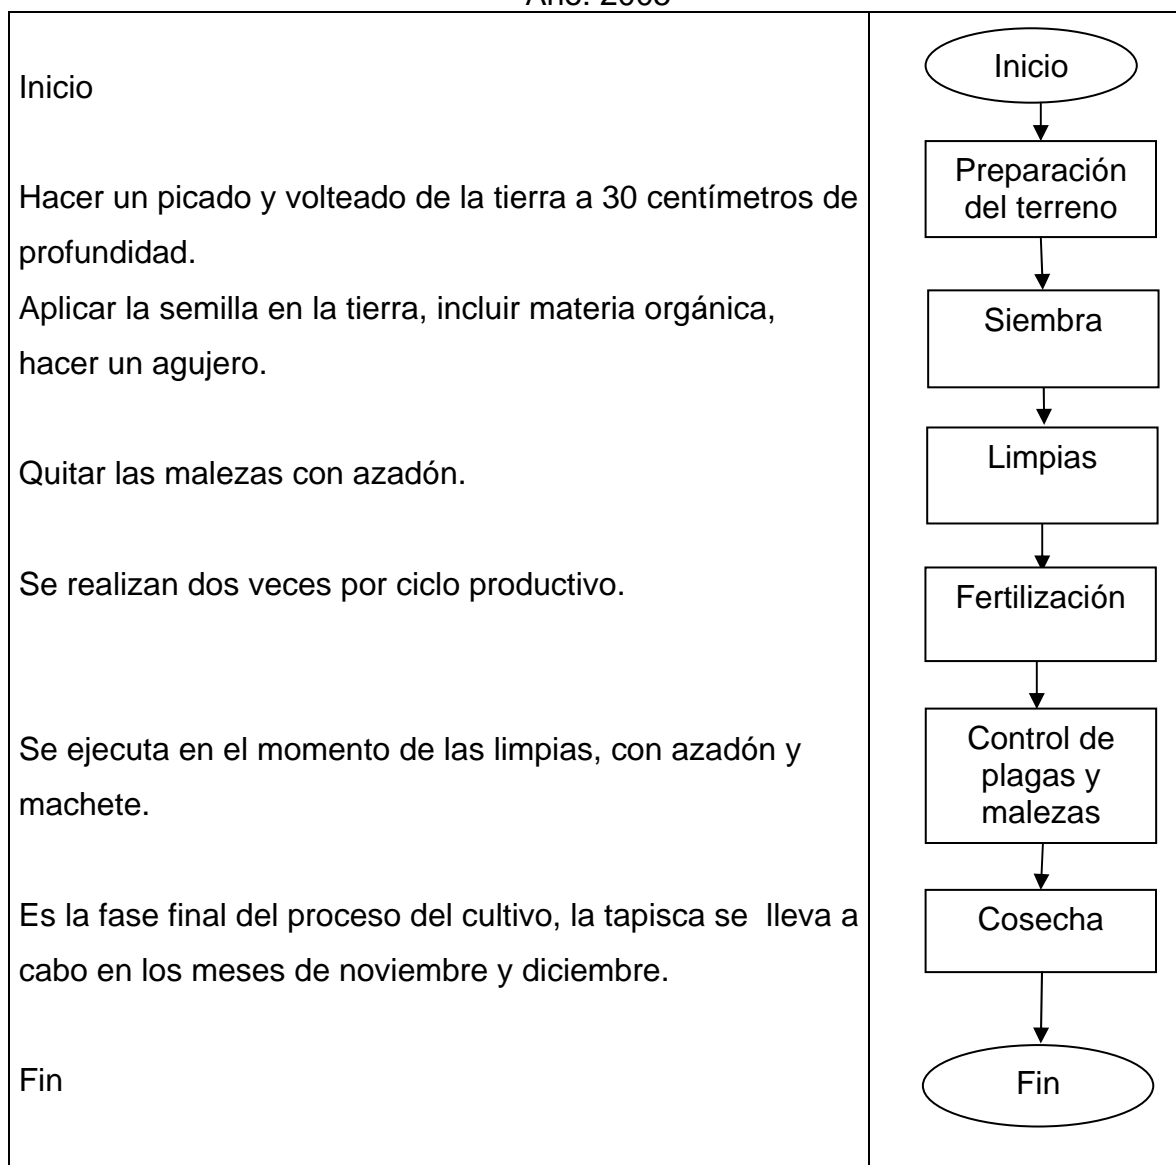 Año:
Inicio
Hacer un picado y volteado de la tierra a 30 centímetros de
profundidad.
Aplicar la semilla en la tierra, incluir materia orgánica,
hacer un agujero.
Quitar las malezas con azadón.
Se realizan dos veces por ciclo productivo.
Se ejecuta en el momento de las limpias, con azadón y
machete.
Es la fase final del proceso del cultivo, la tapisca se lleva a
cabo en los meses de noviembre y diciembre.
Fin
Inicio
Preparación
del terreno
Siembra
Limpias
Fertilización
Control de
plagas y
malezas
Cosecha
Fin